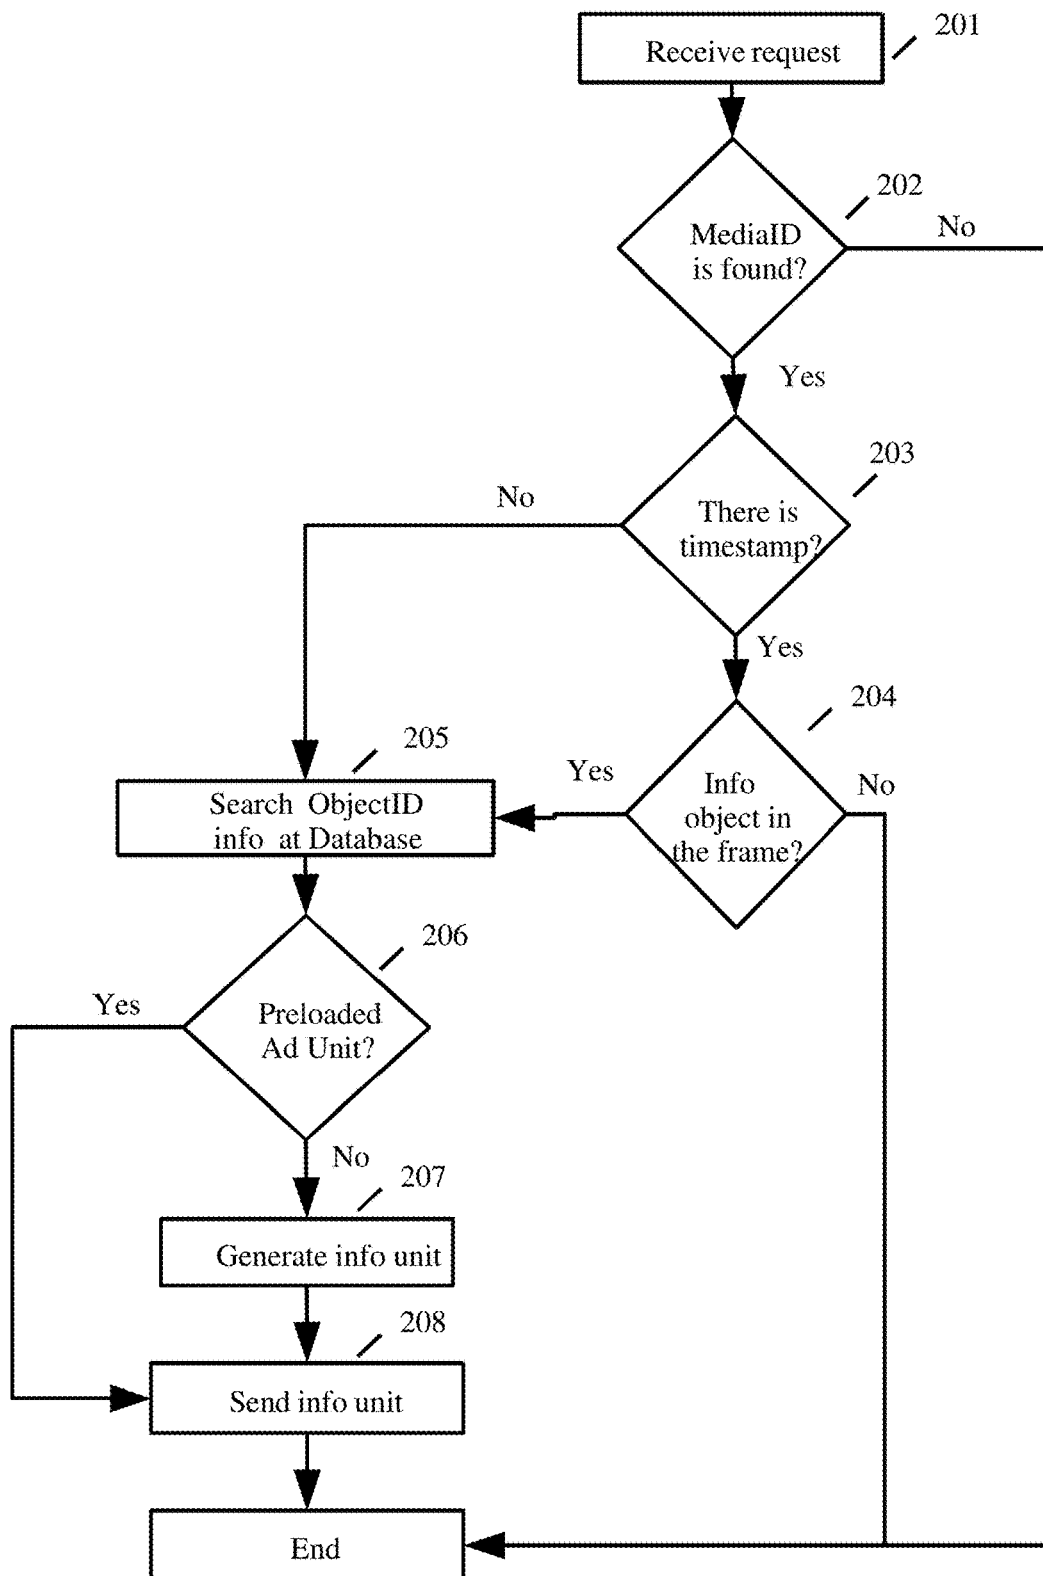 Receive request
201
MediaID
is found?
202
No
Yes
There is
timestamp?
203
No
Yes
Info
object in
the frame?
204
Yes
No
Search ObjectID
info at Database
205
Preloaded
Ad Unit?
206
Yes
No
Generate info unit
207
Send info unit
208
End